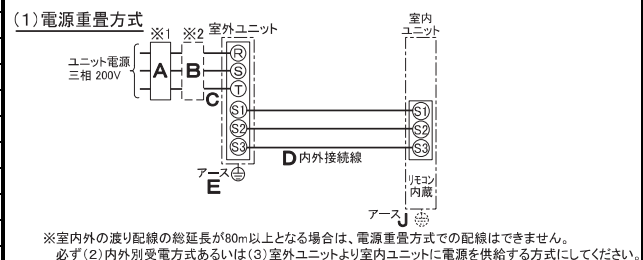 (1)電源重畳方式
※1
※2
室外ユニット
室内
ユニット
ユニット電源
三相 200V
A
B
C
R
S
T
S1
S2
S3
S1
S2
S3
D 内外接続線
アース
E
リモコン
内蔵
アース J
※室内外の渡り配線の総延長が80m以上となる場合は、電源重畳方式での配線はできません。
必ず(2)内外別受電方式あるいは(3)室外ユニットより室内ユニットに電源を供給する方式にしてください。